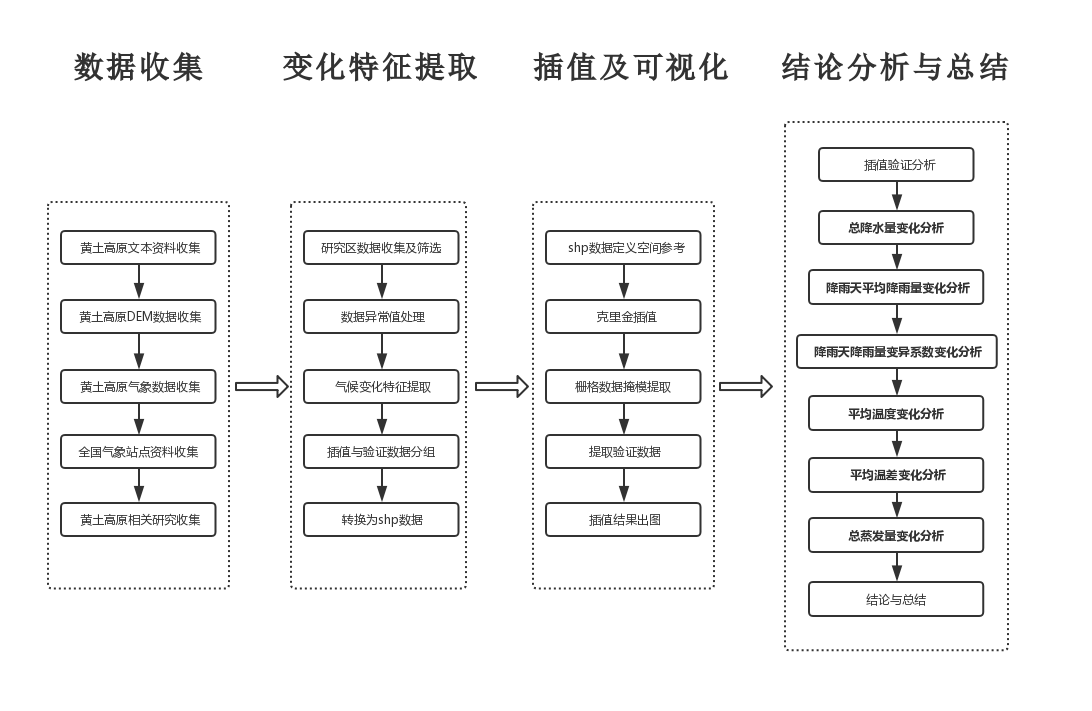 数据收集
变化特征提取
插值及可视化
结论分析与总结
黄土高原文本资料收集
黄土高原DEM数据收集
黄土高原气象数据收集
全国气象站点资料收集
黄土高原相关研究收集
研究区数据收集及筛选
数据异常值处理
气候变化特征提取
插值与验证数据分组
转换为shp数据
shp数据定义空间参考
克里金插值
栅格数据掩模提取
提取验证数据
插值结果出图
插值验证分析
总降水量变化分析
降雨天平均降雨量变化分析
降雨天降雨量变异系数变化分析
平均温度变化分析
平均温差变化分析
总蒸发量变化分析
结论与总结